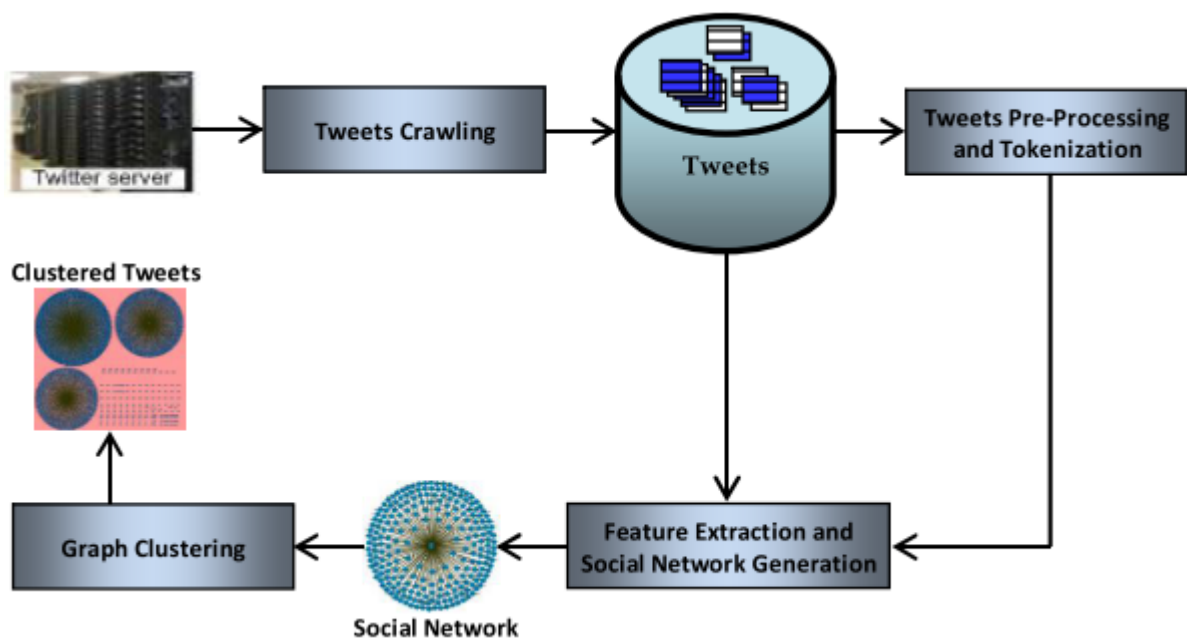 Twitter server
Tweets Crawling
Tweets
Tweets Pre-Processing
and Tokenization
Clustered Tweets
Graph Clustering
Social Network
Feature Extraction and
Social Network Generation